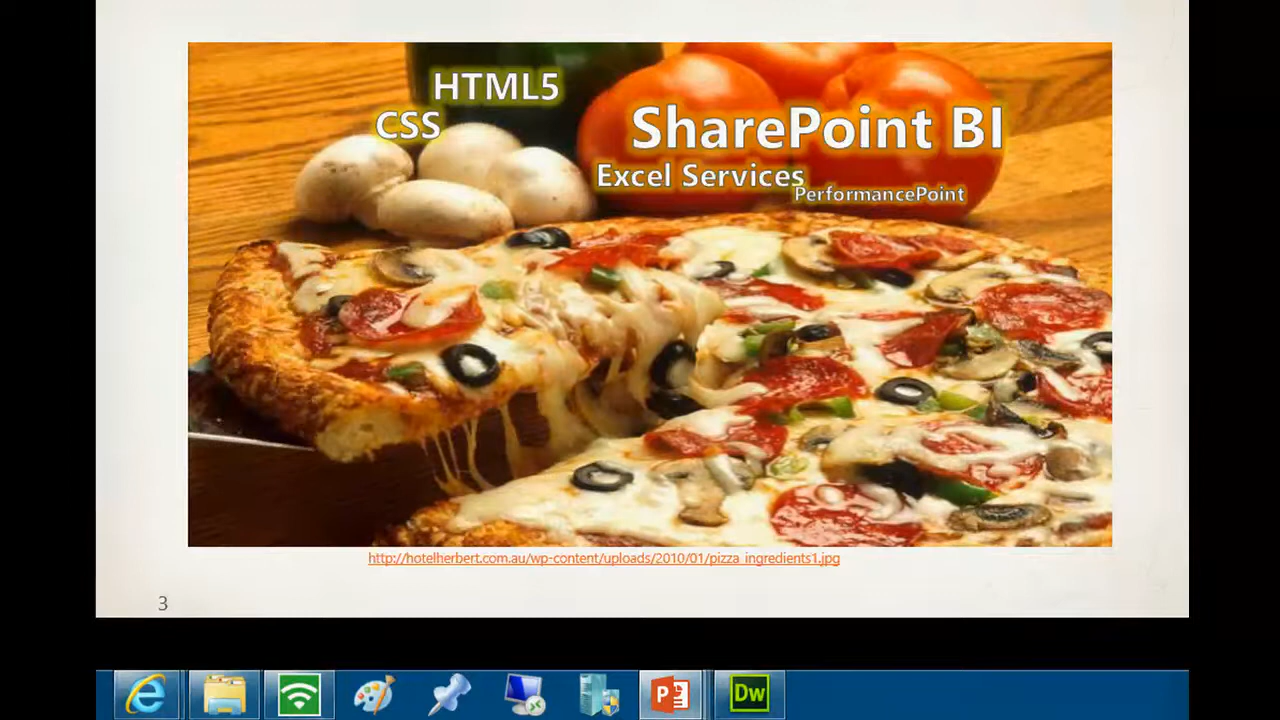 HTML5
CSS
SharePoint BI
Excel Services
PerformancePoint
http://hotelherbert.com.au/wp-content/uploads/2010/01/pizza_ingredients1.jpg
3
P
Dw